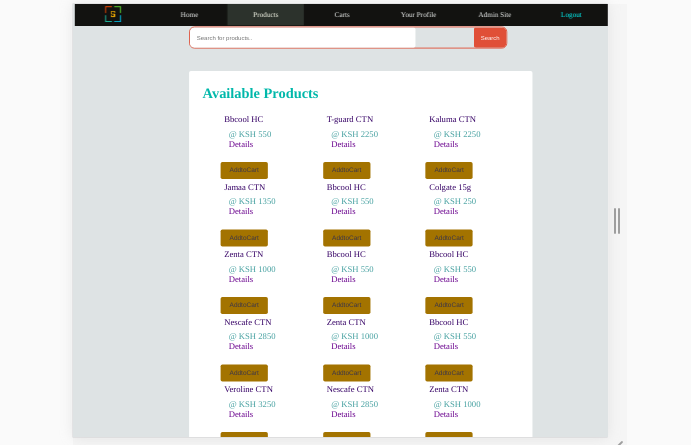 Home Products Carts Your Profile Admin Site Logout
Search for products.. Search
Available Products
Bbcool HC T-guard CTN Kaluma CTN
@ KSH 550 @ KSH 2250 @ KSH 2250
Details Details Details
AddtoCart AddtoCart AddtoCart
Jamaa CTN Bbcool HC Colgate 15g
@ KSH 1350 @ KSH 550 @ KSH 250
Details Details Details
AddtoCart AddtoCart AddtoCart
Zenta CTN Bbcool HC Bbcool HC
@ KSH 1000 @ KSH 550 @ KSH 550
Details Details Details
AddtoCart AddtoCart AddtoCart
Nescafe CTN Zenta CTN Bbcool HC
@ KSH 2850 @ KSH 1000 @ KSH 550
Details Details Details
AddtoCart AddtoCart AddtoCart
Veroline CTN Nescafe CTN Zenta CTN
@ KSH 3250 @ KSH 2850 @ KSH 1000
Details Details Details